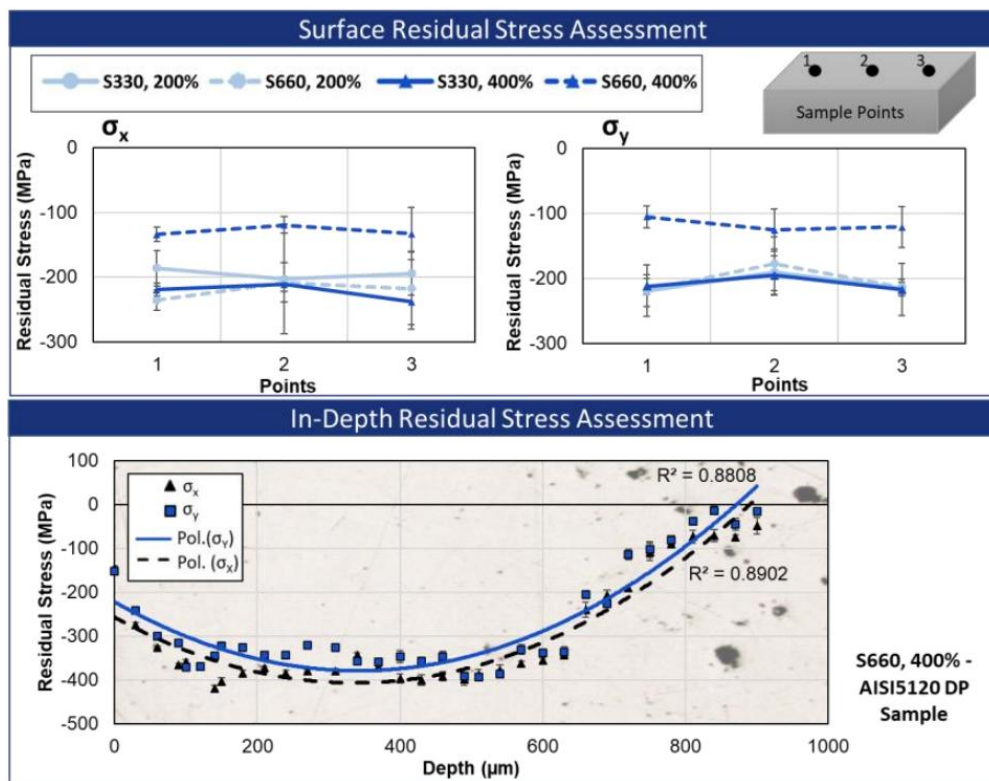 Surface Residual Stress Assessment
S330, 200%
S660, 200%
S330, 400%
S660, 400%
1 2 3
Sample Points
σx
Residual Stress (MPa)
0
-100
-200
-300
1 2 3
Points
σy
Residual Stress (MPa)
0
-100
-200
-300
1 2 3
Points
In-Depth Residual Stress Assessment
Residual Stress (MPa)
100
0
-100
-200
-300
-400
-500
σx
σy
Pol.(σY)
Pol. (σX)
R² = 0.8808
R² = 0.8902
0 200 400 600 800 1000
Depth (µm)
S660, 400% -
AISI5120 DP
Sample